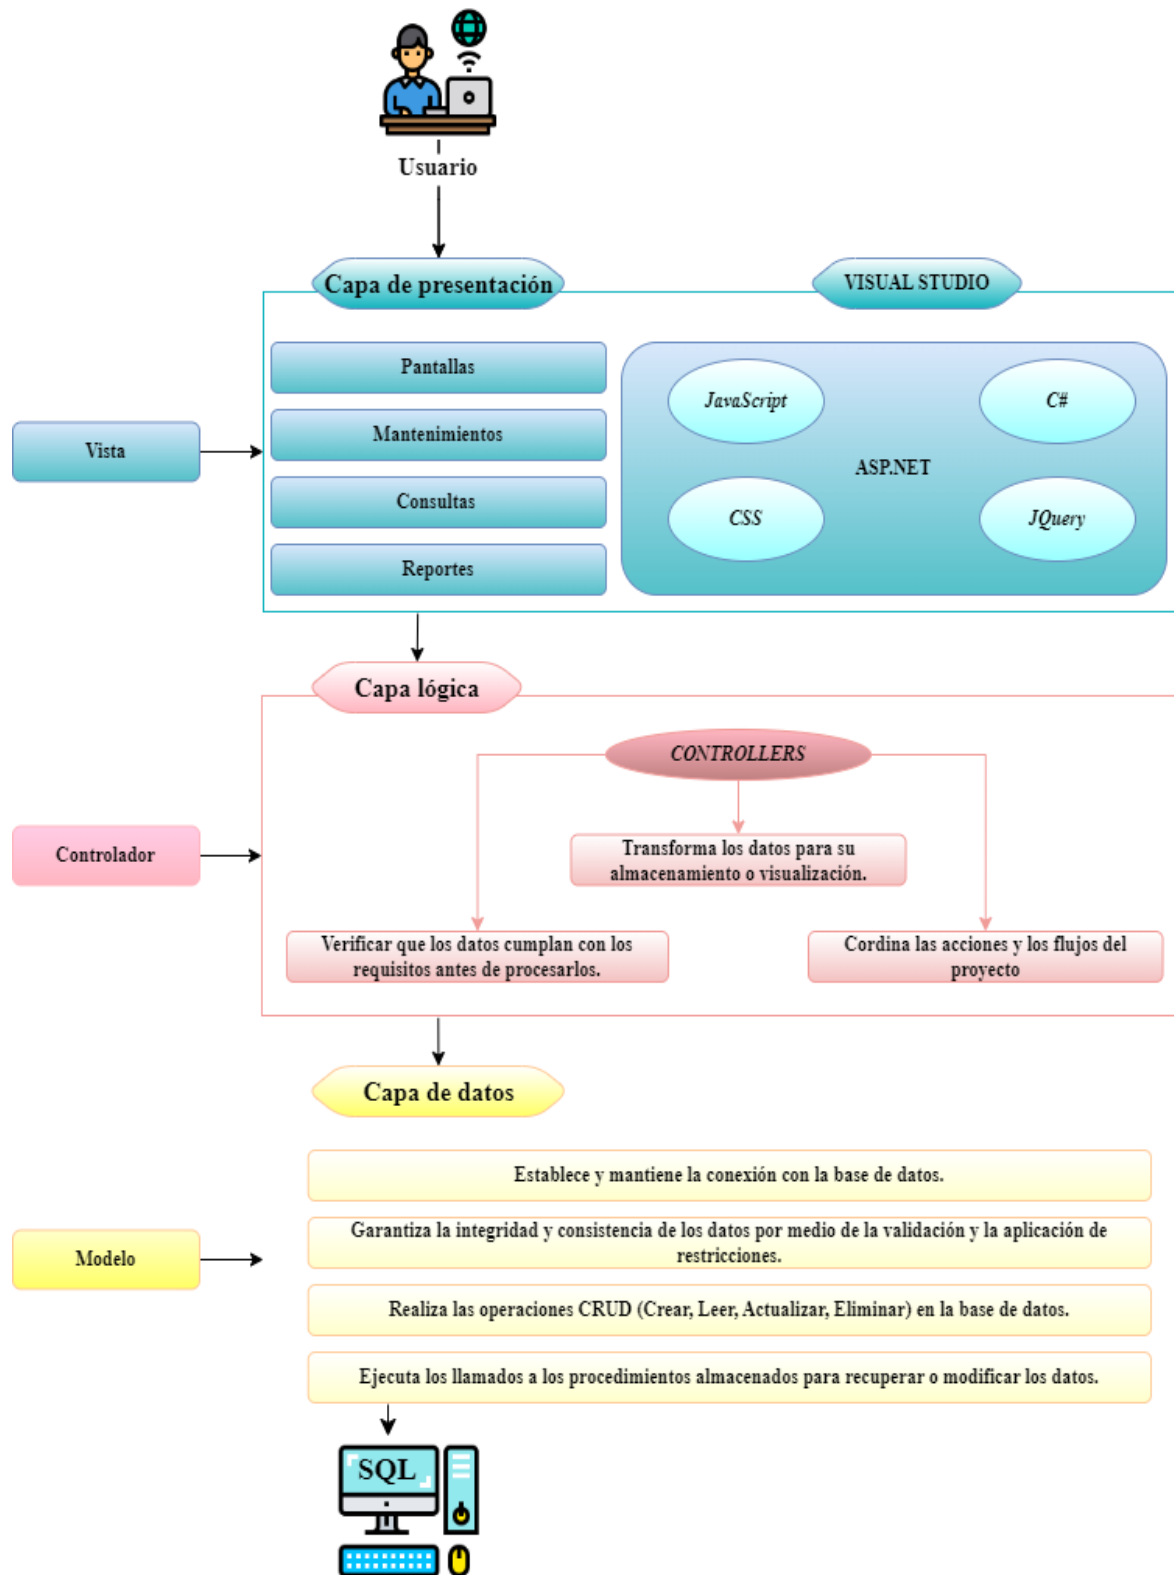 Usuario
Capa de presentación
VISUAL STUDIO
Pantallas
Mantenimientos
Consultas
Reportes
JavaScript
C#
ASP.NET
CSS
JQuery
Vista
Capa lógica
CONTROLLERS
Transforma los datos para su
almacenamiento o visualización.
Controlador
Verificar que los datos cumplan con los
requisitos antes de procesarlos.
Cordina las acciones y los flujos del
proyecto
Capa de datos
Establece y mantiene la conexión con la base de datos.
Garantiza la integridad y consistencia de los datos por medio de la validación y la aplicación de
restricciones.
Modelo
Realiza las operaciones CRUD (Crear, Leer, Actualizar, Eliminar) en la base de datos.
Ejecuta los llamados a los procedimientos almacenados para recuperar o modificar los datos.
SQL